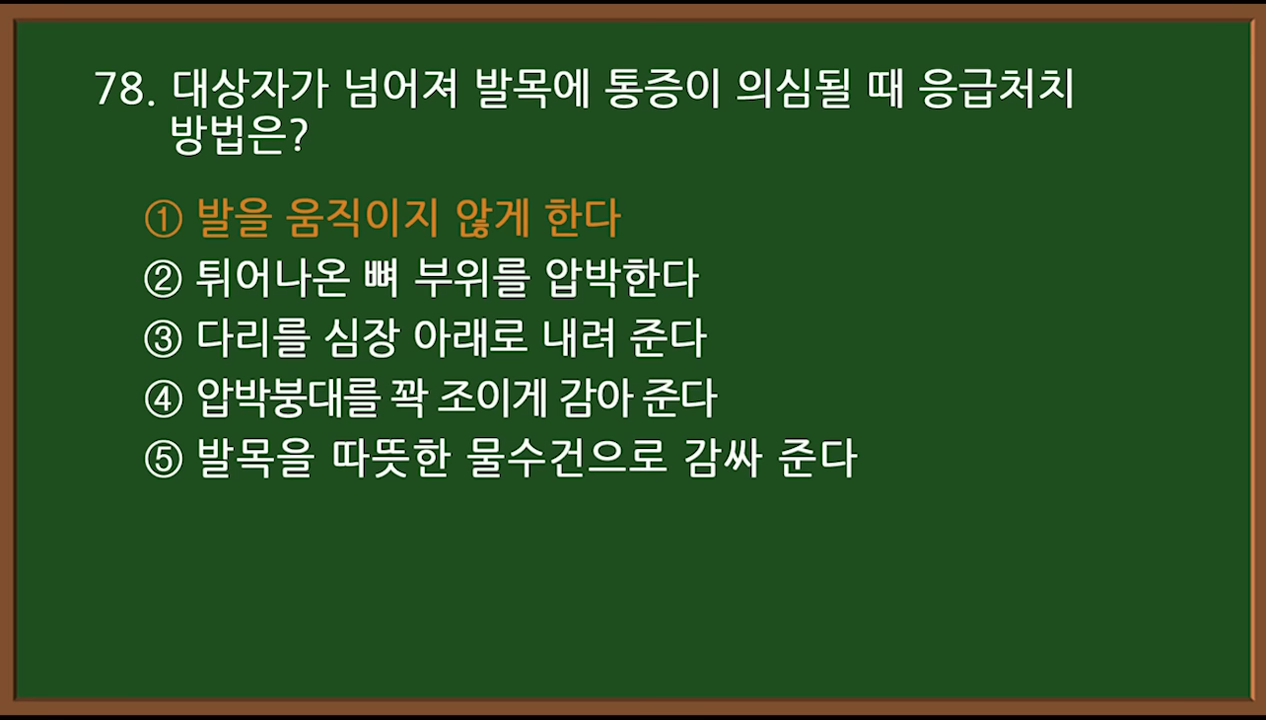 78. 대상자가 넘어져 발목에 통증이 의심될 때 응급처치
방법은?
① 발을 움직이지 않게 한다
② 튀어나온 뼈 부위를 압박한다
③ 다리를 심장 아래로 내려 준다
④ 압박붕대를 꽉 조이게 감아 준다
⑤ 발목을 따뜻한 물수건으로 감싸 준다